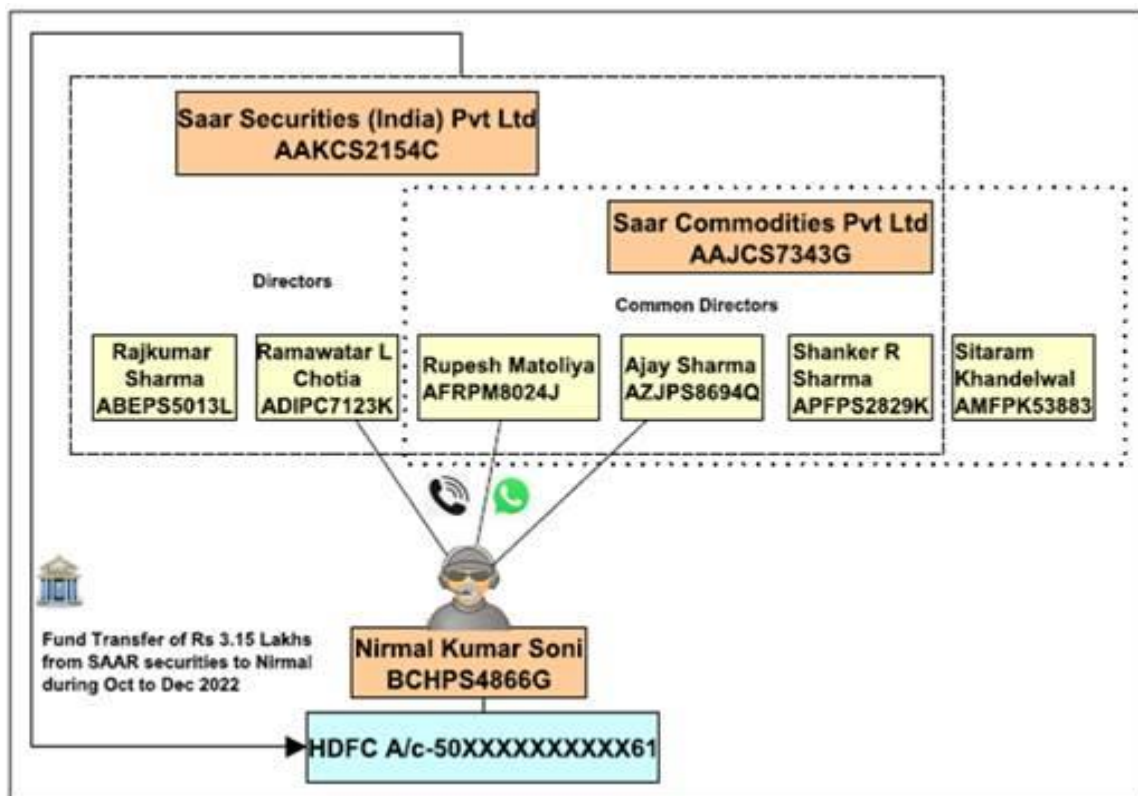 Saar Securities (India) Pvt Ltd
AAKCS2154C
Saar Commodities Pvt Ltd
AAJCS7343G
Directors
Common Directors
Rajkumar
Sharma
ABEPS5013L
Ramawatar L
Chotia
ADIPC7123K
Rupesh Matoliya
AFRPM8024J
Ajay Sharma
AZJPS8694Q
Shanker R
Sharma
APFPS2829K
Sitaram
Khandelwal
AMFPK53883
Fund Transfer of Rs 3.15 Lakhs
from SAAR securities to Nirmal
during Oct to Dec 2022
Nirmal Kumar Soni
BCHPS4866G
HDFC A/c-50XXXXXXXXXX61